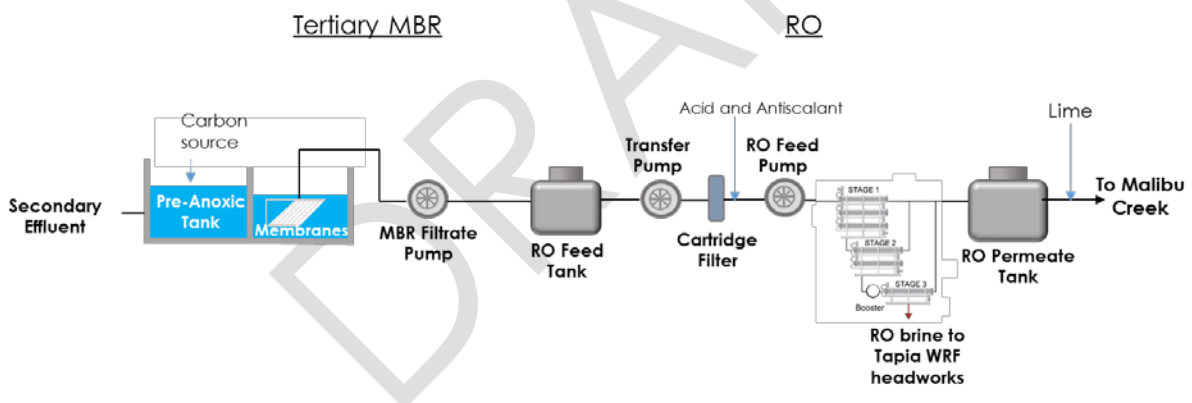 Tertiary MBR
RO
Carbon
source
Secondary
Effluent
Pre-Anoxic
Tank
Membranes
MBR Filtrate
Pump
RO Feed
Tank
Transfer
Pump
Acid and Antiscalant
Cartridge
Filter
RO Feed
Pump
STAGE 1
STAGE 2
STAGE 3
Booster
RO brine to
Tapia WRF
headworks
RO Permeate
Tank
Lime
To Malibu
Creek
DRA